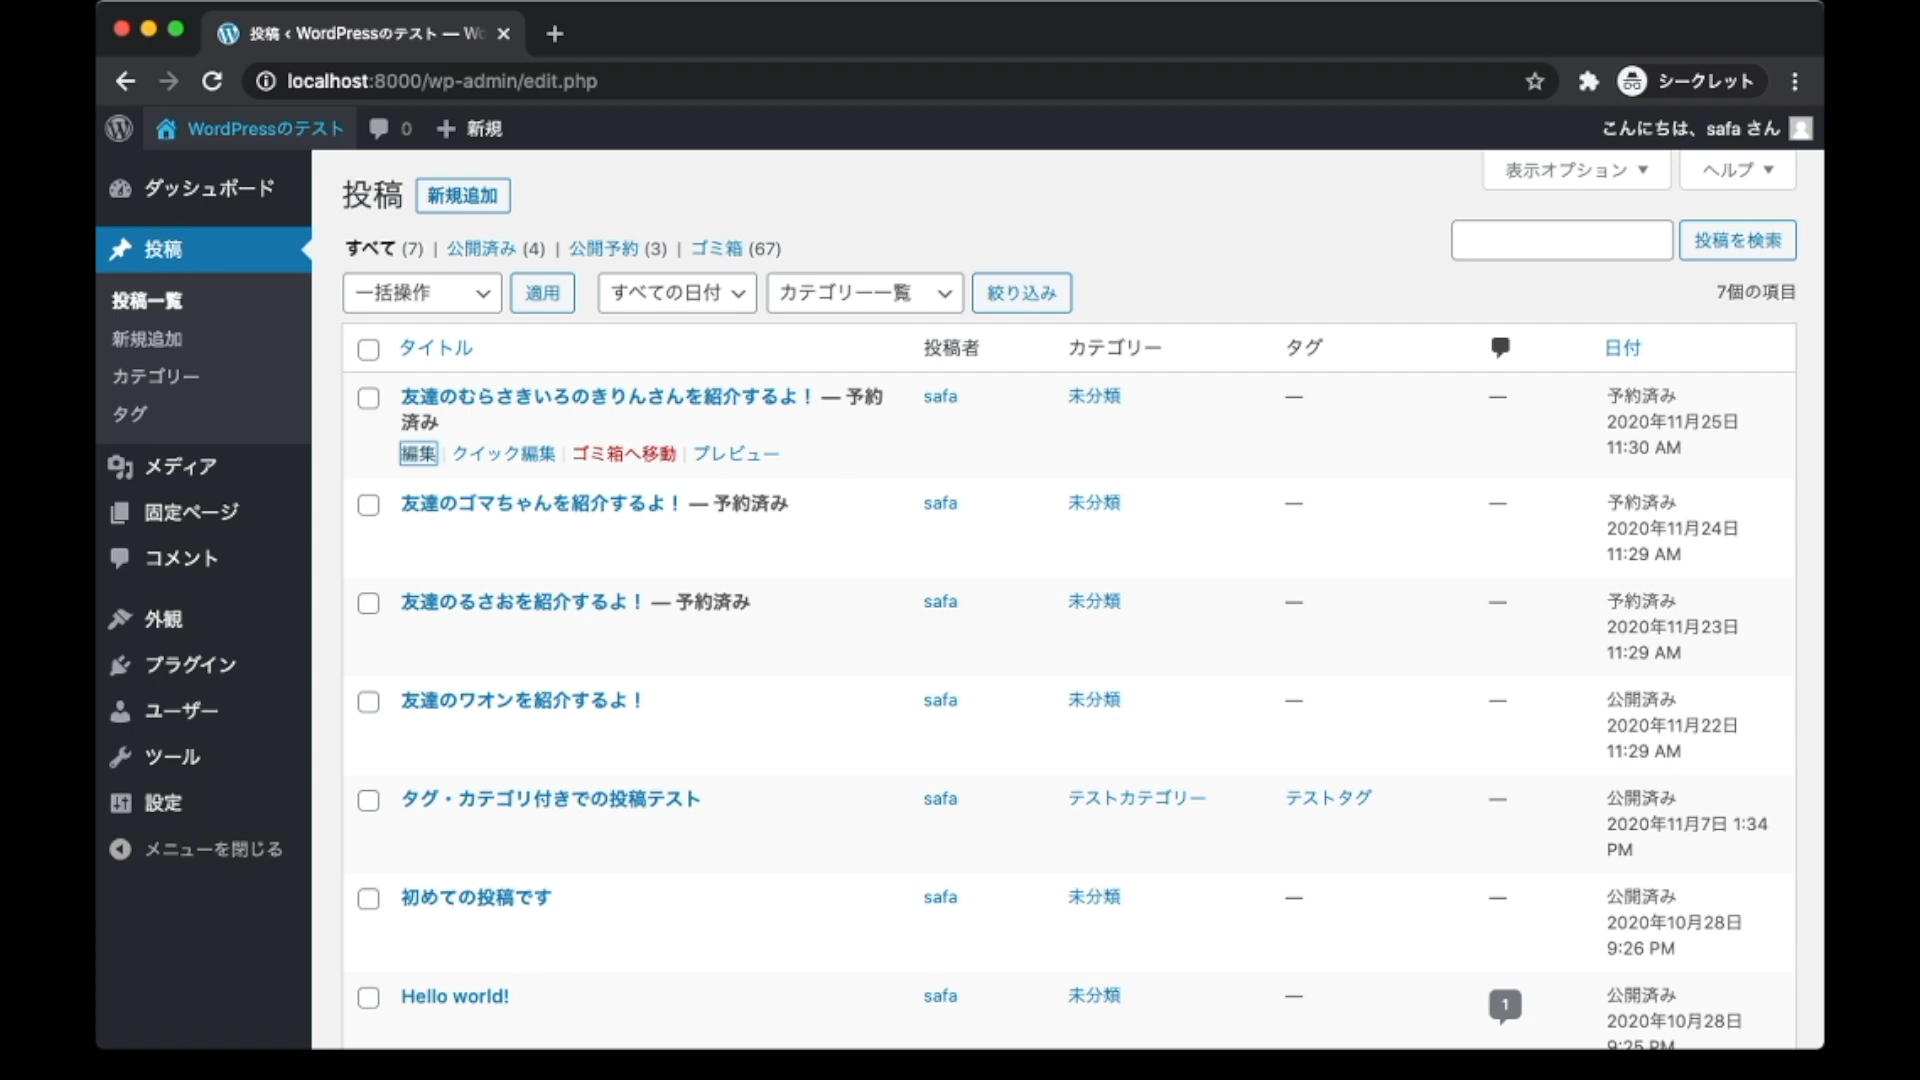 投稿 ‹ WordPressのテスト — Wo
localhost:8000/wp-admin/edit.php
シークレット
WordPressのテスト
0
新規
こんにちは、safa さん
ダッシュボード
投稿
投稿一覧
新規追加
カテゴリー
タグ
メディア
固定ページ
コメント
外観
プラグイン
ユーザー
ツール
設定
メニューを閉じる
表示オプション ▼
ヘルプ ▼
投稿 新規追加
すべて (7) | 公開済み (4) | 公開予約 (3) | ゴミ箱 (67)
投稿を検索
一括操作 適用 すべての日付 カテゴリー一覧 絞り込み
7個の項目
タイトル 投稿者 カテゴリー タグ 日付
友達のむらさきいろのきりんさんを紹介するよ! — 予約
済み
編集 | クイック編集 | ゴミ箱へ移動 | プレビュー
safa 未分類 — —
予約済み
2020年11月25日
11:30 AM
友達のゴマちゃんを紹介するよ! — 予約済み safa 未分類 — —
予約済み
2020年11月24日
11:29 AM
友達のるさおを紹介するよ! — 予約済み safa 未分類 — —
予約済み
2020年11月23日
11:29 AM
友達のワオンを紹介するよ! safa 未分類 — —
公開済み
2020年11月22日
11:29 AM
タグ・カテゴリ付きでの投稿テスト safa テストカテゴリー テストタグ —
公開済み
2020年11月7日 1:34
PM
初めての投稿です safa 未分類 — —
公開済み
2020年10月28日
9:26 PM
Hello world! safa 未分類 — 1
公開済み
2020年10月28日
9:25 PM